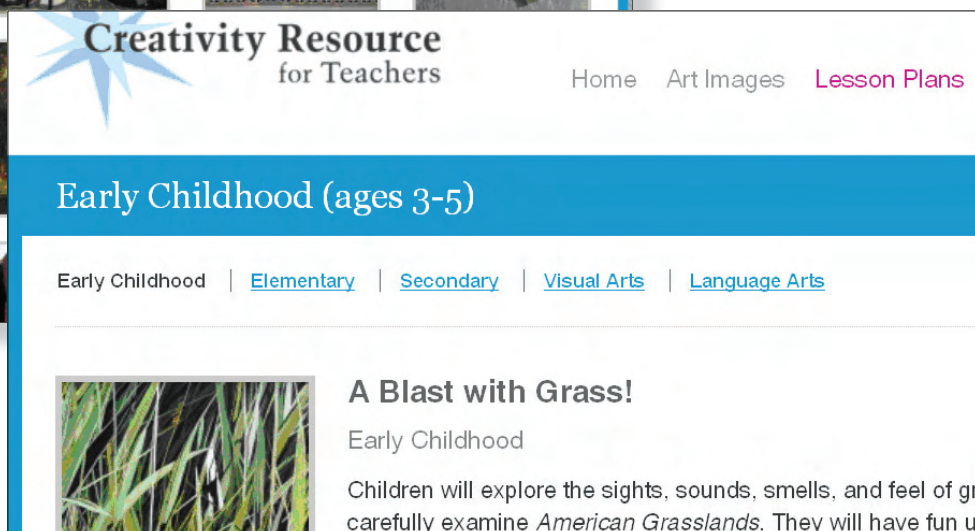 Creativity Resource
for Teachers
Home Art Images Lesson Plans
Early Childhood (ages 3-5)
Early Childhood | Elementary | Secondary | Visual Arts | Language Arts
A Blast with Grass!
Early Childhood
Children will explore the sights, sounds, smells, and feel of
carefully examine American Grasslands. They will have fun